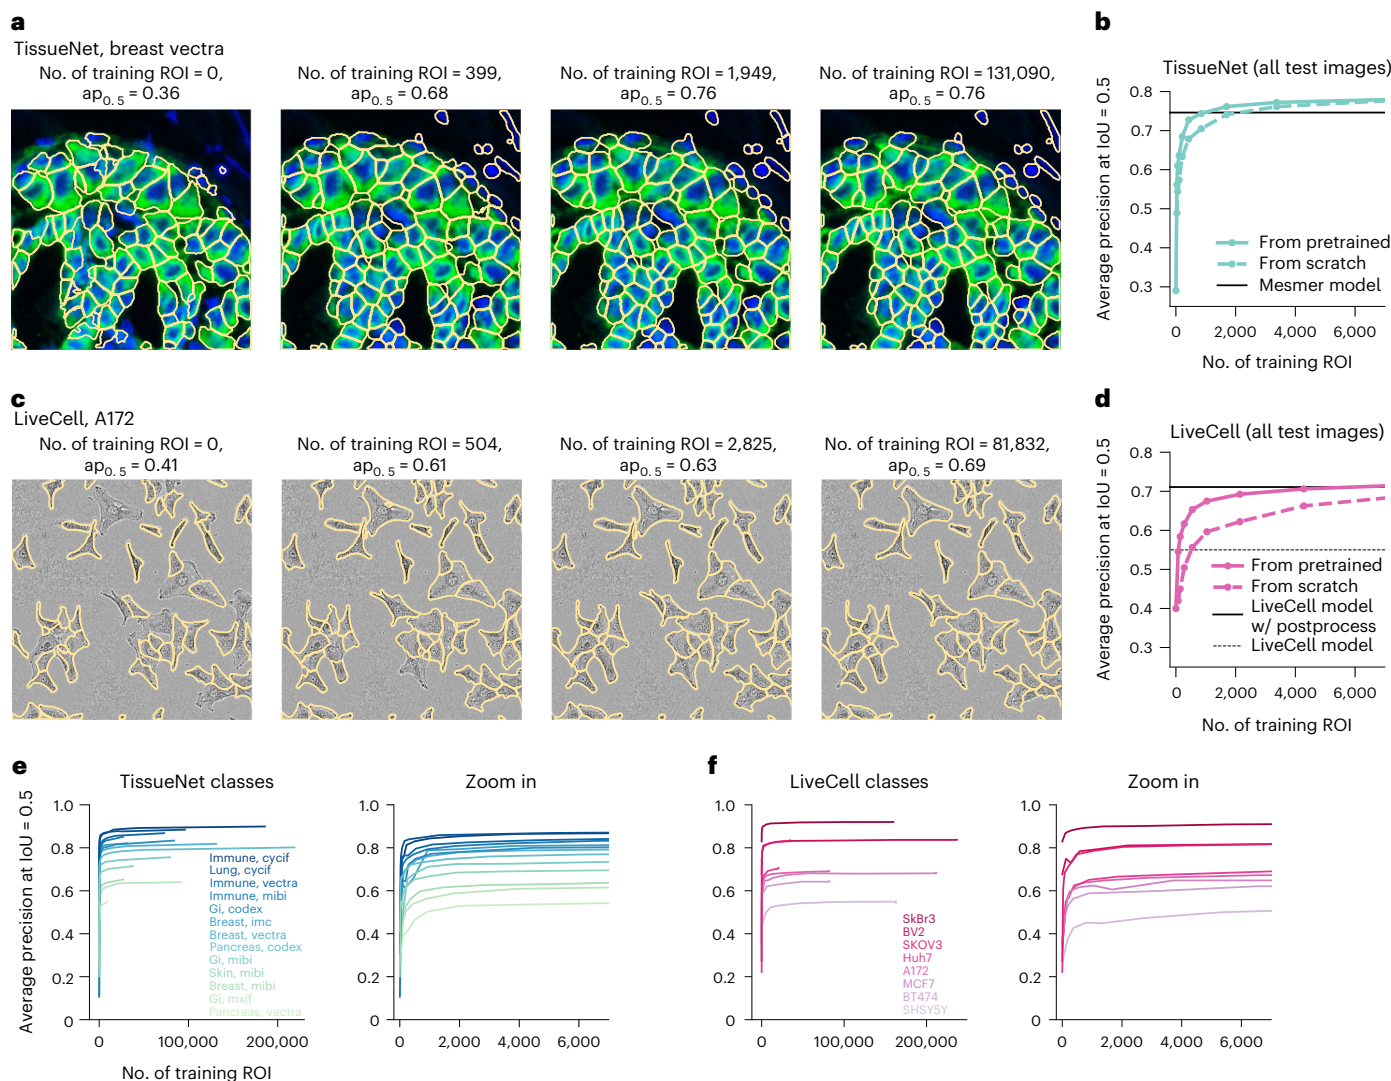 a
TissueNet, breast vectra
No. of training ROI = 0,
ap0.5 = 0.36
No. of training ROI = 399,
ap0.5 = 0.68
No. of training ROI = 1,949,
ap0.5 = 0.76
No. of training ROI = 131,090,
ap0.5 = 0.76
b
TissueNet (all test images)
Average precision at IoU = 0.5
0.8
0.7
0.6
0.5
0.4
0.3
From pretrained
From scratch
Mesmer model
0
2,000
4,000
6,000
No. of training ROI
c
LiveCell, A172
No. of training ROI = 0,
ap0.5 = 0.41
No. of training ROI = 504,
ap0.5 = 0.61
No. of training ROI = 2,825,
ap0.5 = 0.63
No. of training ROI = 81,832,
ap0.5 = 0.69
d
LiveCell (all test images)
Average precision at IoU = 0.5
0.8
0.7
0.6
0.5
0.4
0.3
From pretrained
From scratch
LiveCell model
w/ postprocess
LiveCell model
0
2,000
4,000
6,000
No. of training ROI
e
TissueNet classes
Average precision at IoU = 0.5
1.0
0.8
0.6
0.4
0.2
0
Immune, cycif
Lung, cycif
Immune, vectra
Immune, mibi
Gi, codex
Breast, imc
Breast, vectra
Pancreas, codex
Gi, mibi
Skin, mibi
Breast, mibi
Gi, mxif
Pancreas, vectra
0
100,000
200,000
No. of training ROI
Zoom in
1.0
0.8
0.6
0.4
0.2
0
0
2,000
4,000
6,000
f
LiveCell classes
1.0
0.8
0.6
0.4
0.2
0
SkBr3
BV2
SKOV3
Huh7
A172
MCF7
BT474
SHSY5Y
0
100,000
200,000
Zoom in
1.0
0.8
0.6
0.4
0.2
0
0
2,000
4,000
6,000